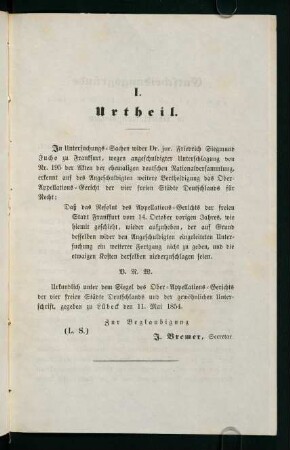 I.
Urtheil.
In Untersuchungs-Sachen wider Dr. jur. Friedrich Siegmund
Jucho zu Frankfurt, wegen angeschuldigter Unterschlagung von
Nr. 195 der Akten der ehemaligen deutschen Nationalversammlung,
erkennt auf des Angeschuldigten weitere Vertheidigung das Ober-
Appellations-Gericht der vier freien Städte Deutschlands für
Recht:
Daß das Resolut des Appellations-Gerichts der freien
Stadt Frankfurt vom 14. October vorigen Jahres, wie
hiemit geschieht, wieder aufzuheben, der auf Grund
desselben wider den Angeschuldigten eingeleiteten Unter-
suchung ein weiterer Fortgang nicht zu geben, und die
etwaigen Kosten derselben niederzuschlagen seien.
V. R. W.
Urkundlich unter dem Siegel des Ober-Appellations-Gerichts
der vier freien Städte Deutschlands und der gewöhnlichen Unter-
schrift, gegeben zu Lübeck den 11. Mai 1854.
Zur Beglaubigung
(L. S.) J. Bremer, Secretar.